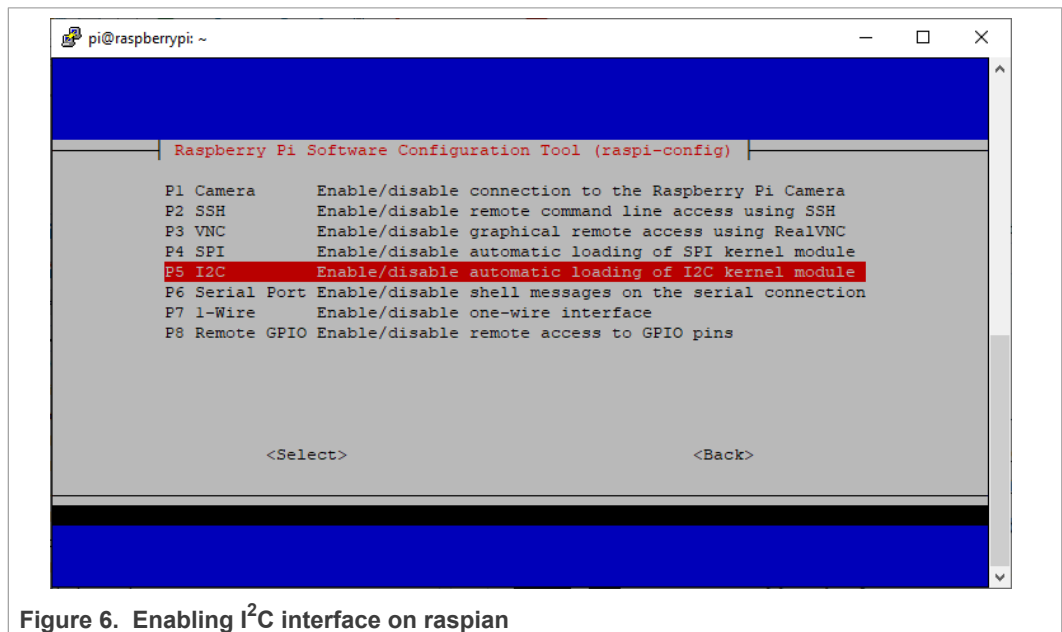 pi@raspberrypi: ~
Raspberry Pi Software Configuration Tool (raspi-config)
P1 Camera Enable/disable connection to the Raspberry Pi Camera
P2 SSH Enable/disable remote command line access using SSH
P3 VNC Enable/disable graphical remote access using RealVNC
P4 SPI Enable/disable automatic loading of SPI kernel module
P5 I2C Enable/disable automatic loading of I2C kernel module
P6 Serial Port Enable/disable shell messages on the serial connection
P7 1-Wire Enable/disable one-wire interface
P8 Remote GPIO Enable/disable remote access to GPIO pins
<Select> <Back>
Figure 6. Enabling I²C interface on raspian